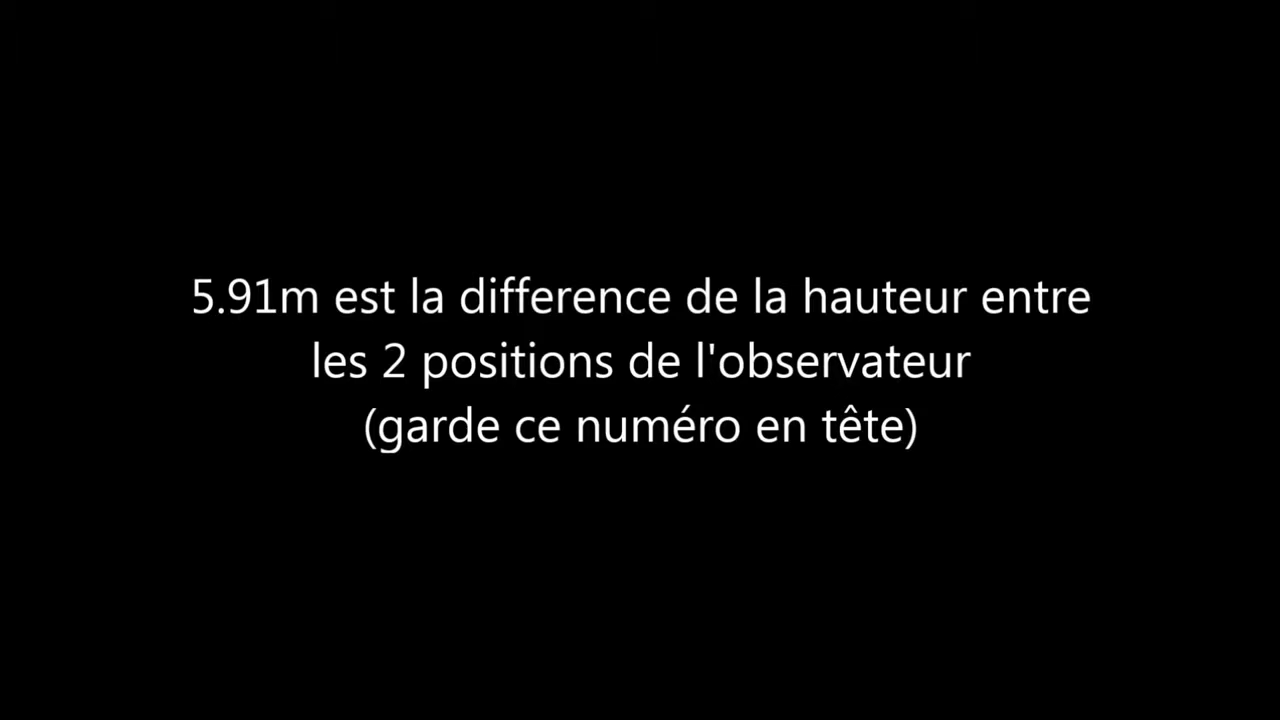 5.91m est la difference de la hauteur entre
les 2 positions de l'observateur
(garde ce numéro en tête)